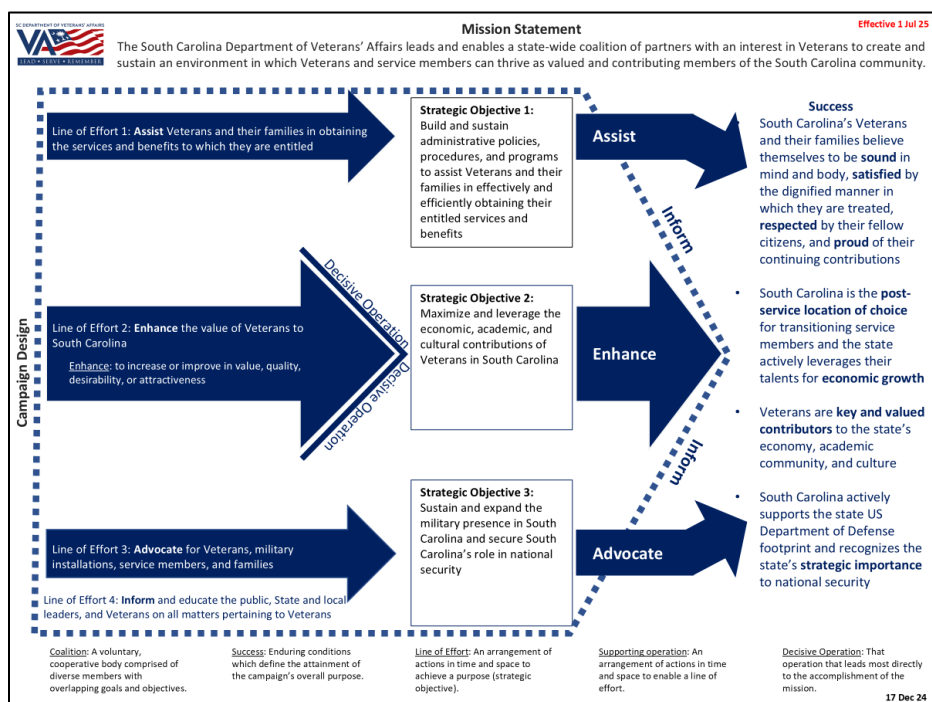 SC DEPARTMENT OF VETERANS' AFFAIRS
VA
LEAD • SERVE • REMEMBER
Mission Statement
Effective 1 Jul 25
The South Carolina Department of Veterans' Affairs leads and enables a state-wide coalition of partners with an interest in Veterans to create and
sustain an environment in which Veterans and service members can thrive as valued and contributing members of the South Carolina community.
Campaign Design
Line of Effort 1: Assist Veterans and their families in obtaining
the services and benefits to which they are entitled
Strategic Objective 1:
Build and sustain
administrative policies,
procedures, and programs
to assist Veterans and their
families in effectively and
efficiently obtaining their
entitled services and
benefits
Assist
Inform
Line of Effort 2: Enhance the value of Veterans to
South Carolina
Enhance: to increase or improve in value, quality,
desirability, or attractiveness
Decisive Operation
Decisive Operation
Strategic Objective 2:
Maximize and leverage the
economic, academic, and
cultural contributions of
Veterans in South Carolina
Enhance
Inform
Line of Effort 3: Advocate for Veterans, military
installations, service members, and families
Strategic Objective 3:
Sustain and expand the
military presence in South
Carolina and secure South
Carolina's role in national
security
Advocate
Line of Effort 4: Inform and educate the public, State and local
leaders, and Veterans on all matters pertaining to Veterans
Success
• South Carolina's Veterans
and their families believe
themselves to be sound in
mind and body, satisfied by
the dignified manner in
which they are treated,
respected by their fellow
citizens, and proud of their
continuing contributions
• South Carolina is the post-
service location of choice
for transitioning service
members and the state
actively leverages their
talents for economic growth
• Veterans are key and valued
contributors to the state's
economy, academic
community, and culture
• South Carolina actively
supports the state US
Department of Defense
footprint and recognizes the
state's strategic importance
to national security
Coalition: A voluntary,
cooperative body comprised of
diverse members with
overlapping goals and objectives.
Success: Enduring conditions
which define the attainment of
the campaign's overall purpose.
Line of Effort: An arrangement
of actions in time and space to
achieve a purpose (strategic
objective).
Supporting operation: An
arrangement of actions in time
and space to enable a line of
effort.
Decisive Operation: That
operation that leads most directly
to the accomplishment of the
mission.
17 Dec 24